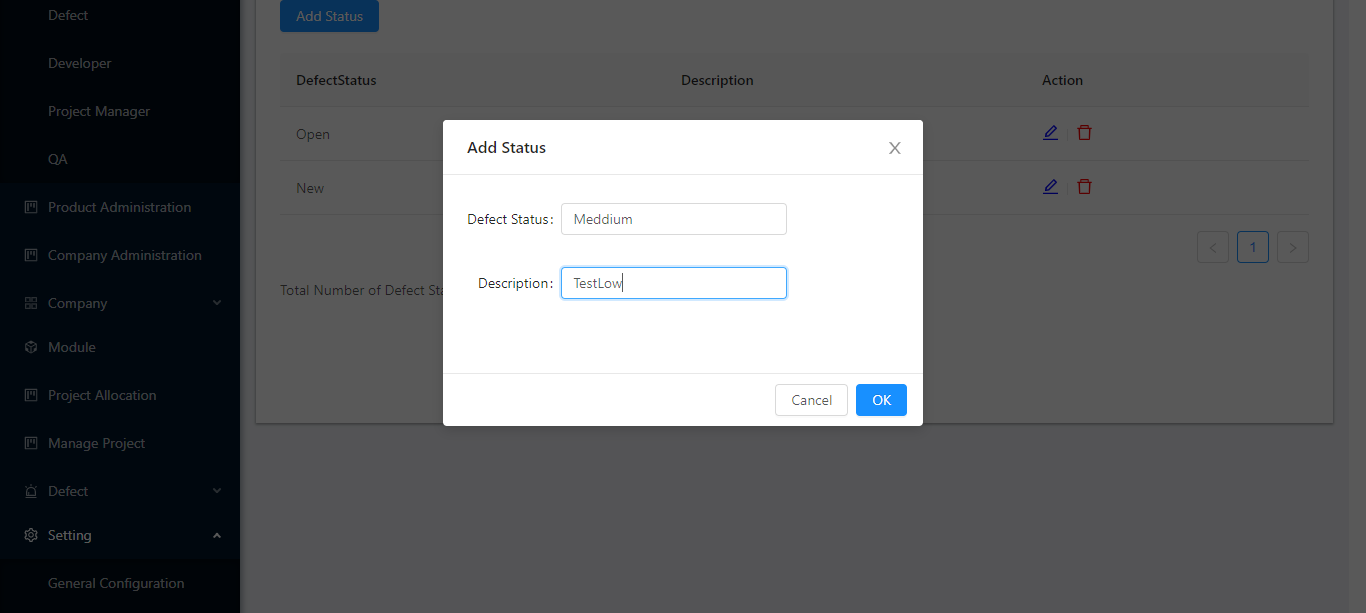 Defect
Developer
Project Manager
QA
Product Administration
Company Administration
Company
Module
Project Allocation
Manage Project
Defect
Setting
General Configuration
Add Status
DefectStatus Description Action
Open
New
1
Total Number of Defect Sta
Add Status
Defect Status: Meddium
Description: TestLow
Cancel OK